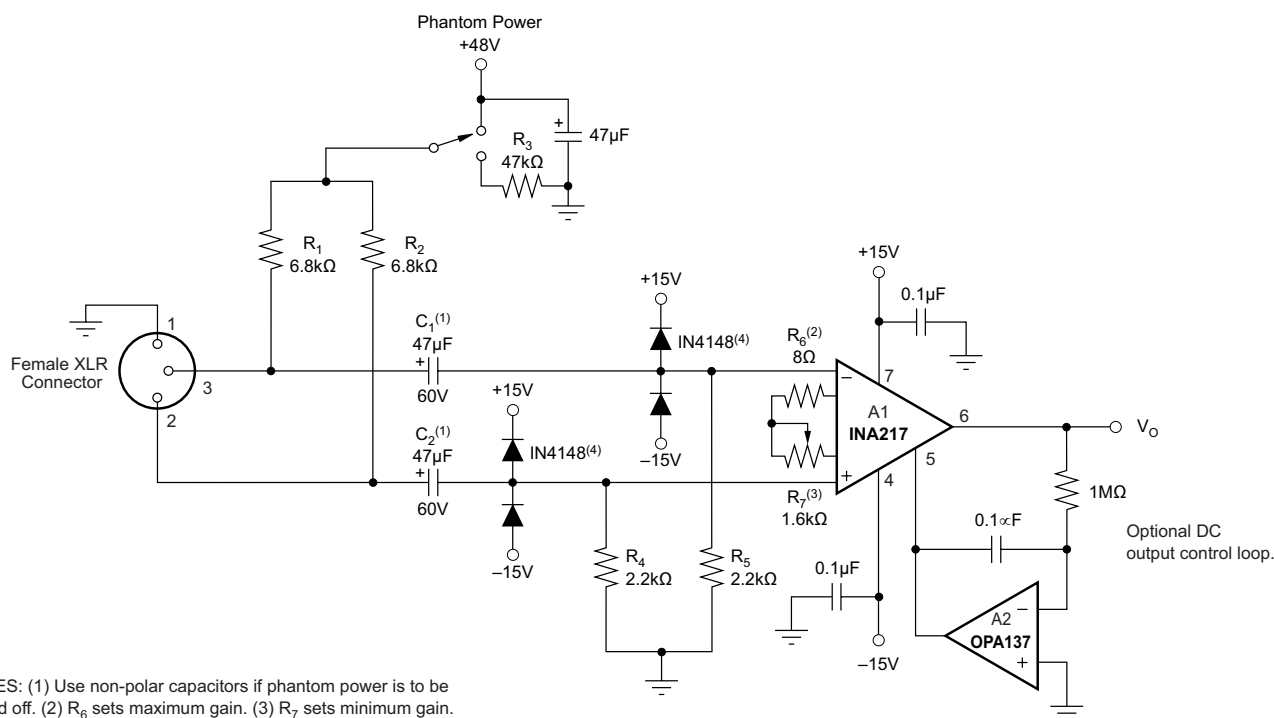 Phantom Power
+48V
+
47µF
R3
47kΩ
R1
6.8kΩ
R2
6.8kΩ
+15V
0.1µF
1
Female XLR
Connector
3
2
C1(1)
47µF
+
60V
+15V
IN4148(4)
–15V
R6(2)
8Ω
–
7
A1
INA217
6
VO
5
+
4
R7(3)
1.6kΩ
C2(1)
47µF
+
60V
+15V
IN4148(4)
–15V
1MΩ
0.1∝F
Optional DC
output control loop.
R4
2.2kΩ
R5
2.2kΩ
0.1µF
–15V
–
A2
OPA137
+
ES: (1) Use non-polar capacitors if phantom power is to be
d off. (2) R6 sets maximum gain. (3) R7 sets minimum gain.